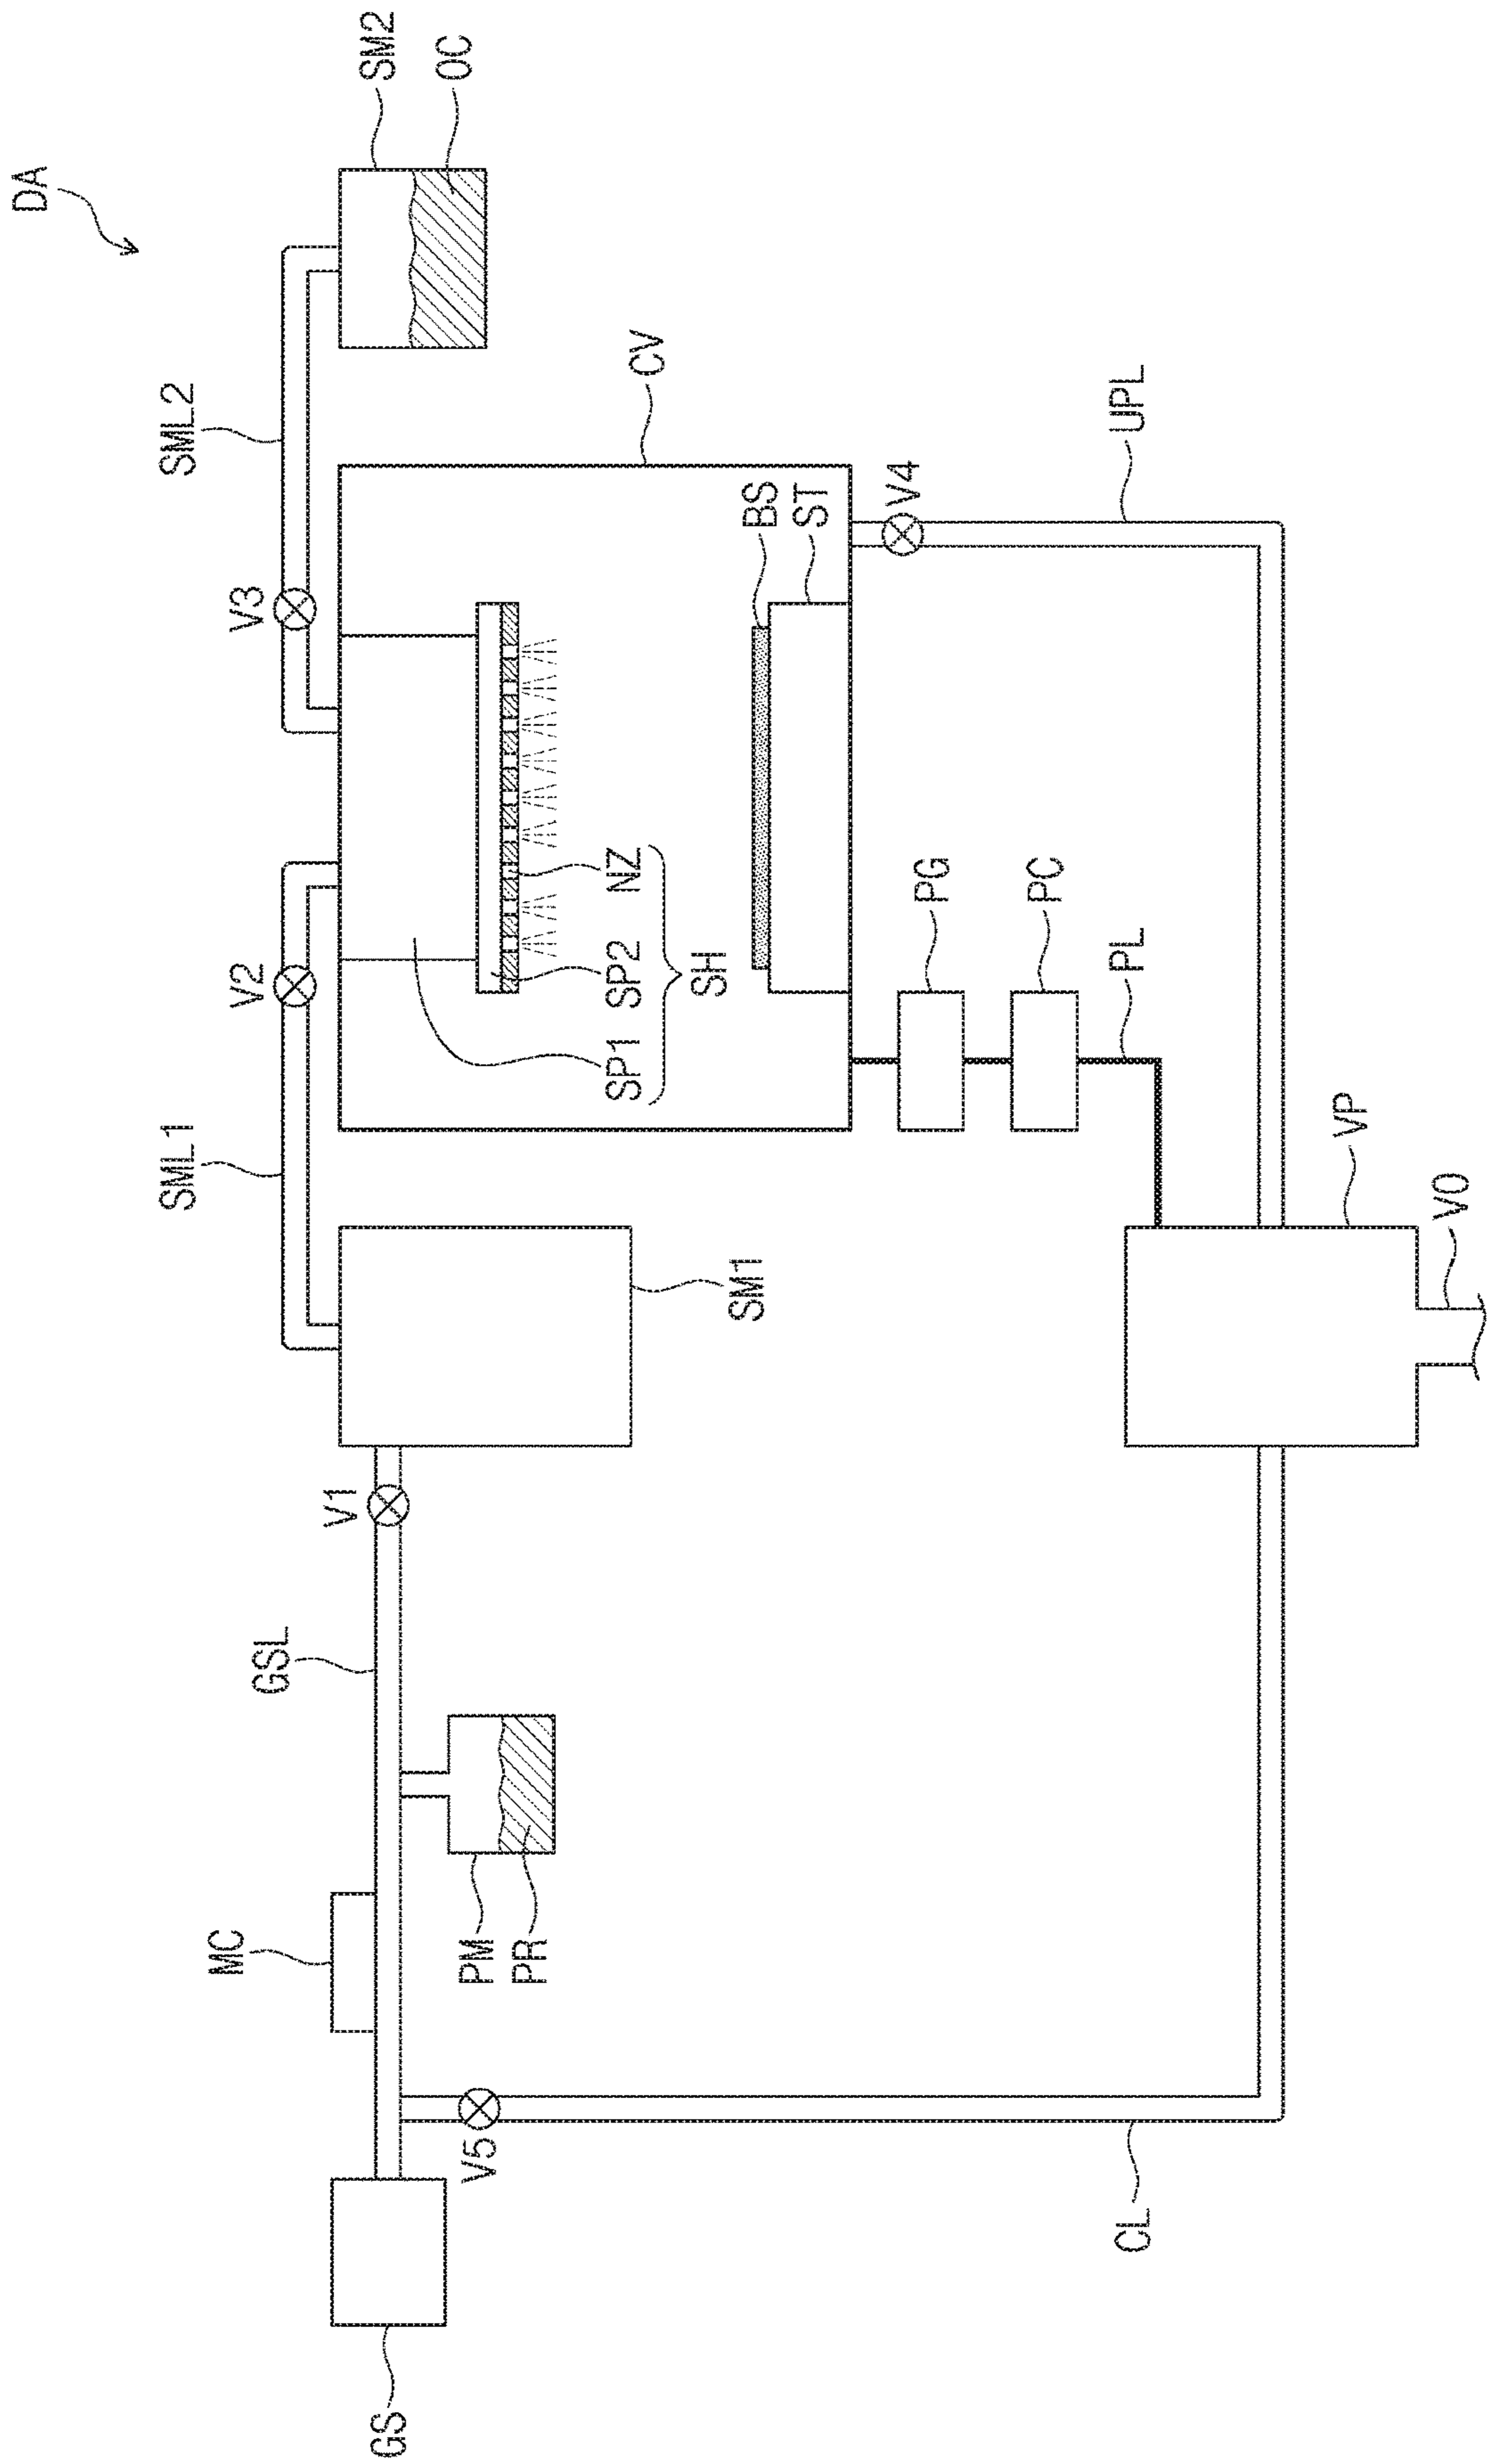 DA
SML1
V2
V3
SML2
SM2
OC
GS
MC
GSL
V1
V5
PM
PR
SM1
SP1
SP2
NZ
SH
CV
BS
ST
V4
PG
PC
PL
UPL
CL
VP
VO